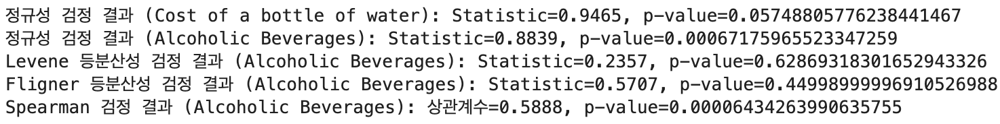 정규성 검정 결과 (Cost of a bottle of water): Statistic=0.9465, p-value=0.05748805776238441467
정규성 검정 결과 (Alcoholic Beverages): Statistic=0.8839, p-value=0.00067175965523347259
Levene 등분산성 검정 결과 (Alcoholic Beverages): Statistic=0.2357, p-value=0.62869318301652943326
Fligner 등분산성 검정 결과 (Alcoholic Beverages): Statistic=0.5707, p-value=0.44998999996910526988
Spearman 검정 결과 (Alcoholic Beverages): 상관계수=0.5888, p-value=0.00006434263990635755